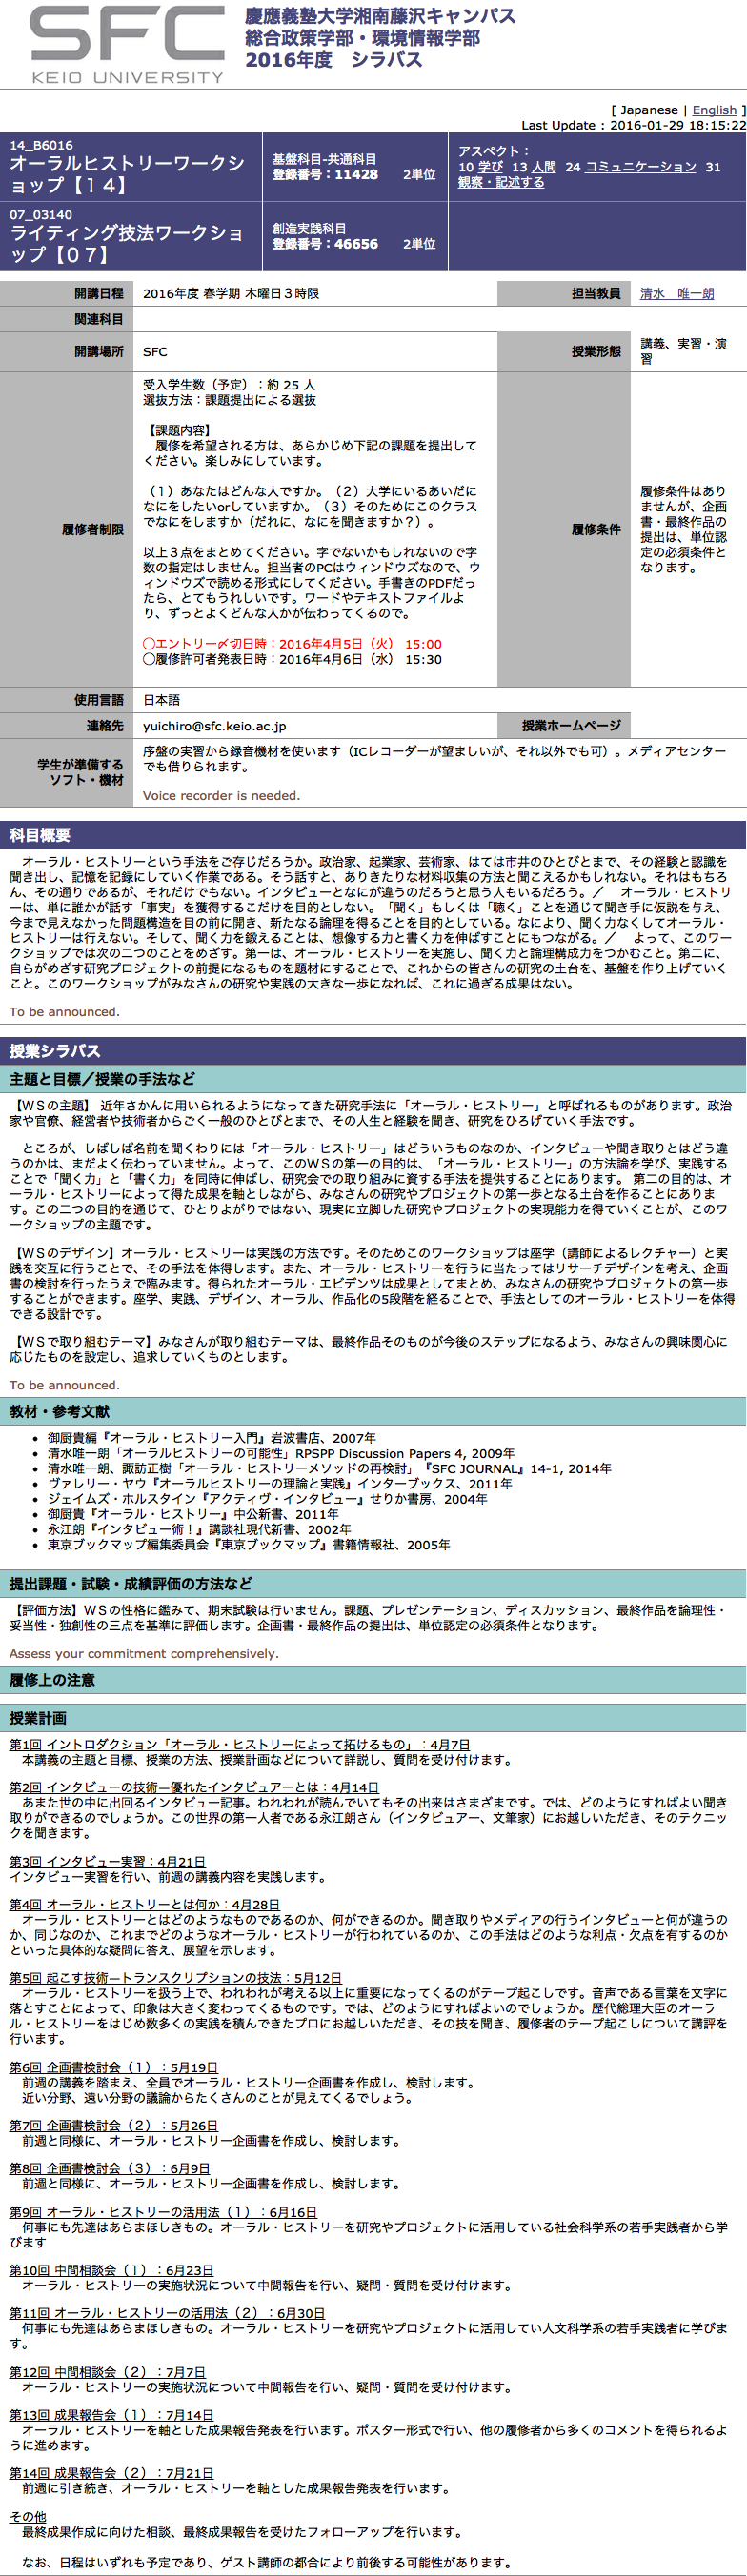 SFC
KEIO UNIVERSITY
慶應義塾大学湘南藤沢キャンパス
総合政策学部・環境情報学部
2016年度　シラバス
[ Japanese | English ]
Last Update : 2016-01-29 18:15:22
14_B6016
オーラルヒストリーワークシ
ョップ【１４】
基盤科目-共通科目
登録番号：11428　　2単位
アスペクト：
10 学び 13 人間 24 コミュニケーション 31
観察・記述する
07_03140
ライティング技法ワークショ
ップ【０７】
創造実践科目
登録番号：46656　　2単位
開講日程
2016年度 春学期 木曜日３時限
担当教員
清水　唯一朗
関連科目
開講場所
SFC
授業形態
講義、実習・演
習
履修者制限
受入学生数（予定）：約 25 人
選抜方法：課題提出による選抜
【課題内容】
　履修を希望される方は、あらかじめ下記の課題を提出して
ください。楽しみにしています。
（１）あなたはどんな人ですか。（２）大学にいるあいだに
なにをしたいorしていますか。（３）そのためにこのクラス
でなにをしますか（だれに、なにを聞きますか？）。
以上３点をまとめてください。字でないかもしれないので字
数の指定はしません。担当者のPCはウィンドウズなので、ウ
ィンドウズで読める形式にしてください。手書きのPDFだっ
たら、とてもうれしいです。ワードやテキストファイルよ
り、ずっとよくどんな人かが伝わってくるので。
◯エントリー〆切日時：2016年4月5日（火） 15:00
◯履修許可者発表日時：2016年4月6日（水） 15:30
履修条件
履修条件はあり
ませんが、企画
書・最終作品の
提出は、単位認
定の必須条件と
なります。
使用言語
日本語
連絡先
yuichiro@sfc.keio.ac.jp
授業ホームページ
学生が準備する
ソフト・機材
序盤の実習から録音機材を使います（ICレコーダーが望ましいが、それ以外でも可）。メディアセンター
でも借りられます。
Voice recorder is needed.
科目概要
　オーラル・ヒストリーという手法をご存じだろうか。政治家、起業家、芸術家、はては市井のひとびとまで、その経験と認識を
聞き出し、記憶を記録にしていく作業である。そう話すと、ありきたりな材料収集の方法と聞こえるかもしれない。それはもちろ
ん、その通りであるが、それだけでもない。インタビューとなにが違うのだろうと思う人もいるだろう。／　 オーラル・ヒストリ
ーは、単に誰かが話す「事実」を獲得するこだけを目的としない。「聞く」もしくは「聴く」ことを通じて聞き手に仮説を与え、
今まで見えなかった問題構造を目の前に開き、新たなる論理を得ることを目的としている。なにより、聞く力なくしてオーラル・
ヒストリーは行えない。そして、聞く力を鍛えることは、想像する力と書く力を伸ばすことにもつながる。／　 よって、このワー
クショップでは次の二つのことをめざす。第一は、オーラル・ヒストリーを実施し、聞く力と論理構成力をつかむこと。第二に、
自らがめざす研究プロジェクトの前提になるものを題材にすることで、これからの皆さんの研究の土台を、基盤を作り上げていく
こと。このワークショップがみなさんの研究や実践の大きな一歩になれば、これに過ぎる成果はない。
To be announced.
授業シラバス
主題と目標／授業の手法など
【ＷＳの主題】 近年さかんに用いられるようになってきた研究手法に「オーラル・ヒストリー」と呼ばれるものがあります。政治
家や官僚、経営者や技術者からごく一般のひとびとまで、その人生と経験を聞き、研究をひろげていく手法です。
　ところが、しばしば名前を聞くわりには「オーラル・ヒストリー」はどういうものなのか、インタビューや聞き取りとはどう違
うのかは、まだよく伝わっていません。よって、このＷＳの第一の目的は、「オーラル・ヒストリー」の方法論を学び、実践する
ことで「聞く力」と「書く力」を同時に伸ばし、研究会での取り組みに資する手法を提供することにあります。 第二の目的は、オ
ーラル・ヒストリーによって得た成果を軸としながら、みなさんの研究やプロジェクトの第一歩となる土台を作ることにありま
す。この二つの目的を通じて、ひとりよがりではない、現実に立脚した研究やプロジェクトの実現能力を得ていくことが、このワ
ークショップの主題です。
【ＷＳのデザイン】オーラル・ヒストリーは実践の方法です。そのためこのワークショップは座学（講師によるレクチャー）と実
践を交互に行うことで、その手法を体得します。また、オーラル・ヒストリーを行うに当たってはリサーチデザインを考え、企画
書の検討を行ったうえで臨みます。得られたオーラル・エビデンツは成果としてまとめ、みなさんの研究やプロジェクトの第一歩
することができます。座学、実践、デザイン、オーラル、作品化の5段階を経ることで、手法としてのオーラル・ヒストリーを体得
できる設計です。
【ＷＳで取り組むテーマ】みなさんが取り組むテーマは、最終作品そのものが今後のステップになるよう、みなさんの興味関心に
応じたものを設定し、追求していくものとします。
To be announced.
教材・参考文献
• 御厨貴編『オーラル・ヒストリー入門』岩波書店、2007年
• 清水唯一朗「オーラルヒストリーの可能性」RPSPP Discussion Papers 4, 2009年
• 清水唯一朗、諏訪正樹「オーラル・ヒストリーメソッドの再検討」『SFC JOURNAL』14-1, 2014年
• ヴァレリー・ヤウ『オーラルヒストリーの理論と実践』インターブックス、2011年
• ジェイムズ・ホルスタイン『アクティヴ・インタビュー』せりか書房、2004年
• 御厨貴『オーラル・ヒストリー』中公新書、2011年
• 永江朗『インタビュー術！』講談社現代新書、2002年
• 東京ブックマップ編集委員会『東京ブックマップ』書籍情報社、2005年
提出課題・試験・成績評価の方法など
【評価方法】ＷＳの性格に鑑みて、期末試験は行いません。課題、プレゼンテーション、ディスカッション、最終作品を論理性・
妥当性・独創性の三点を基準に評価します。企画書・最終作品の提出は、単位認定の必須条件となります。
Assess your commitment comprehensively.
履修上の注意
授業計画
第1回 イントロダクション「オーラル・ヒストリーによって拓けるもの」：4月7日
　本講義の主題と目標、授業の方法、授業計画などについて詳説し、質問を受け付けます。
第2回 インタビューの技術―優れたインタビュアーとは：4月14日
　あまた世の中に出回るインタビュー記事。われわれが読んでいてもその出来はさまざまです。では、どのようにすればよい聞き
取りができるのでしょうか。この世界の第一人者である永江朗さん（インタビュアー、文筆家）にお越しいただき、そのテクニッ
クを聞きます。
第3回 インタビュー実習：4月21日
インタビュー実習を行い、前週の講義内容を実践します。
第4回 オーラル・ヒストリーとは何か：4月28日
　オーラル・ヒストリーとはどのようなものであるのか、何ができるのか。聞き取りやメディアの行うインタビューと何が違うの
か、同じなのか、これまでどのようなオーラル・ヒストリーが行われているのか、この手法はどのような利点・欠点を有するのか
といった具体的な疑問に答え、展望を示します。
第5回 起こす技術―トランスクリプションの技法：5月12日
　オーラル・ヒストリーを扱う上で、われわれが考える以上に重要になってくるのがテープ起こしです。音声である言葉を文字に
落とすことによって、印象は大きく変わってくるものです。では、どのようにすればよいのでしょうか。歴代総理大臣のオーラ
ル・ヒストリーをはじめ数多くの実践を積んできたプロにお越しいただき、その技を聞き、履修者のテープ起こしについて講評を
行います。
第6回 企画書検討会（１）：5月19日
　前週の講義を踏まえ、全員でオーラル・ヒストリー企画書を作成し、検討します。
　近い分野、遠い分野の議論からたくさんのことが見えてくるでしょう。
第7回 企画書検討会（２）：5月26日
　前週と同様に、オーラル・ヒストリー企画書を作成し、検討します。
第8回 企画書検討会（３）：6月9日
　前週と同様に、オーラル・ヒストリー企画書を作成し、検討します。
第9回 オーラル・ヒストリーの活用法（１）：6月16日
　何事にも先達はあらまほしきもの。オーラル・ヒストリーを研究やプロジェクトに活用している社会科学系の若手実践者から学
びます
第10回 中間相談会（１）：6月23日
　オーラル・ヒストリーの実施状況について中間報告を行い、疑問・質問を受け付けます。
第11回 オーラル・ヒストリーの活用法（２）：6月30日
　何事にも先達はあらまほしきもの。オーラル・ヒストリーを研究やプロジェクトに活用してい人文科学系の若手実践者に学びま
す。
第12回 中間相談会（２）：7月7日
　オーラル・ヒストリーの実施状況について中間報告を行い、疑問・質問を受け付けます。
第13回 成果報告会（１）：7月14日
　オーラル・ヒストリーを軸とした成果報告発表を行います。ポスター形式で行い、他の履修者から多くのコメントを得られるよ
うに進めます。
第14回 成果報告会（２）：7月21日
　前週に引き続き、オーラル・ヒストリーを軸とした成果報告発表を行います。
その他
　最終成果作成に向けた相談、最終成果報告を受けたフォローアップを行います。
　なお、日程はいずれも予定であり、ゲスト講師の都合により前後する可能性があります。